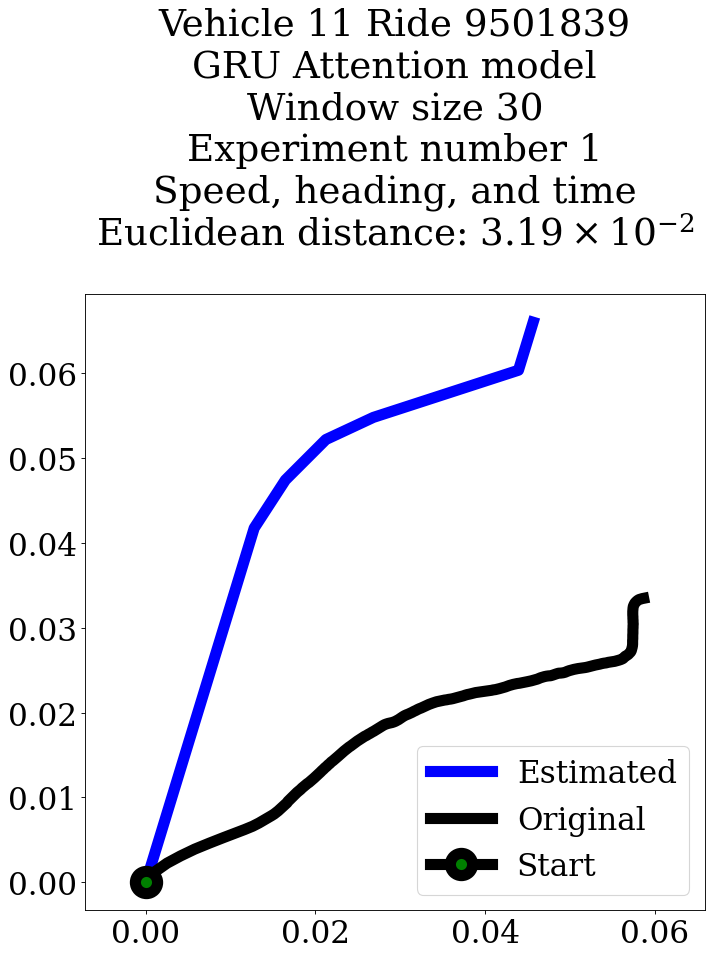 Vehicle 11 Ride 9501839
GRU Attention model
Window size 30
Experiment number 1
Speed, heading, and time
Euclidean distance: 3.19 × 10⁻²
0.06
0.05
0.04
0.03
0.02
0.01
0.00
Estimated
Original
Start
0.00 0.02 0.04 0.06